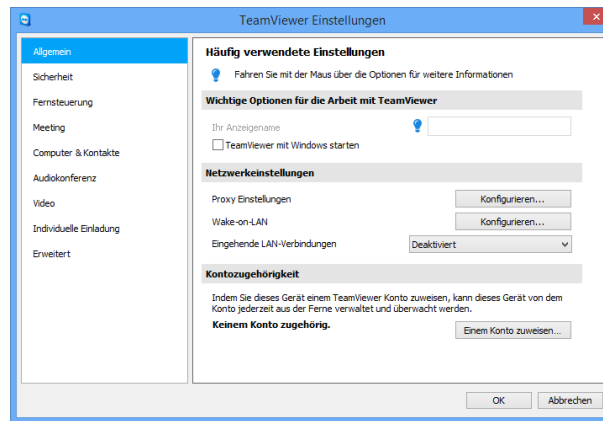 TeamViewer Einstellungen
Allgemein
Sicherheit
Fernsteuerung
Meeting
Computer & Kontakte
Audiokonferenz
Video
Individuelle Einladung
Erweitert
Häufig verwendete Einstellungen
Fahren Sie mit der Maus über die Optionen für weitere Informationen
Wichtige Optionen für die Arbeit mit TeamViewer
Ihr Anzeigename
TeamViewer mit Windows starten
Netzwerkeinstellungen
Proxy Einstellungen Konfigurieren...
Wake-on-LAN Konfigurieren...
Eingehende LAN-Verbindungen Deaktiviert
Kontozugehörigkeit
Indem Sie dieses Gerät einem TeamViewer Konto zuweisen, kann dieses Gerät von dem
Konto jederzeit aus der Ferne verwaltet und überwacht werden.
Keinem Konto zugehörig. Einem Konto zuweisen...
OK Abbrechen